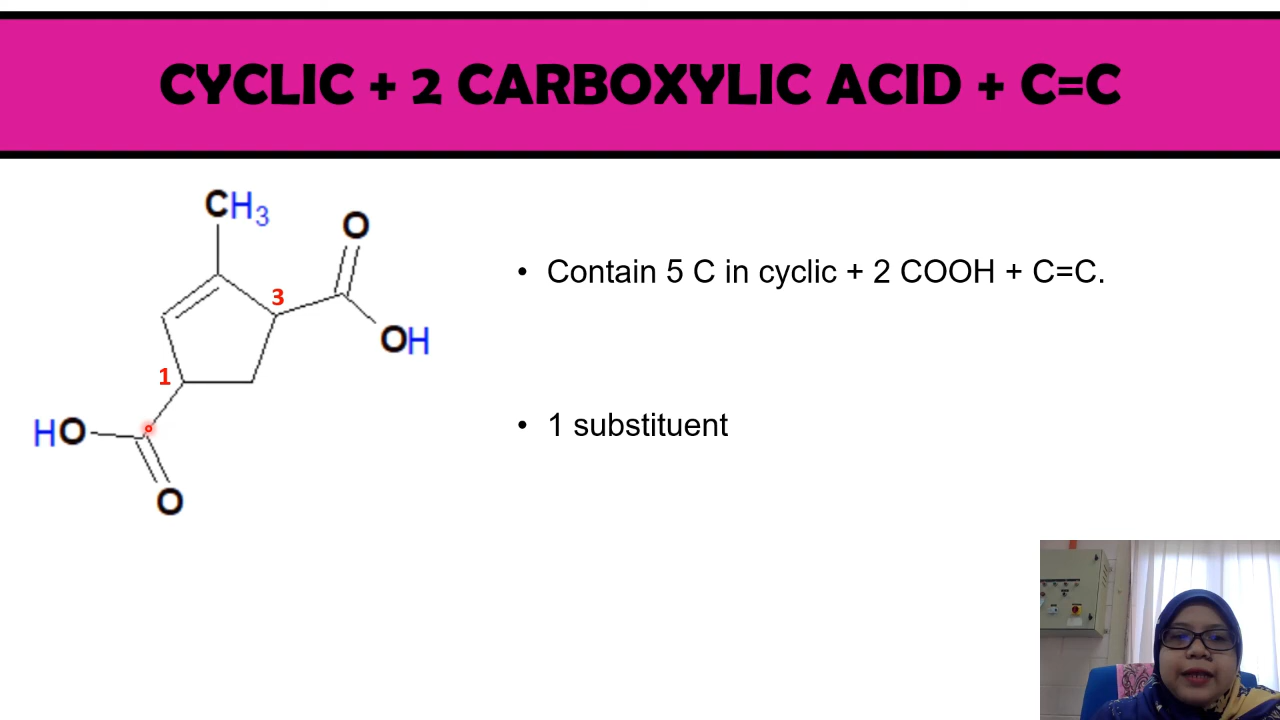 CYCLIC + 2 CARBOXYLIC ACID + C=C
CH3
O
3
OH
1
HO
O
• Contain 5 C in cyclic + 2 COOH + C=C.
• 1 substituent